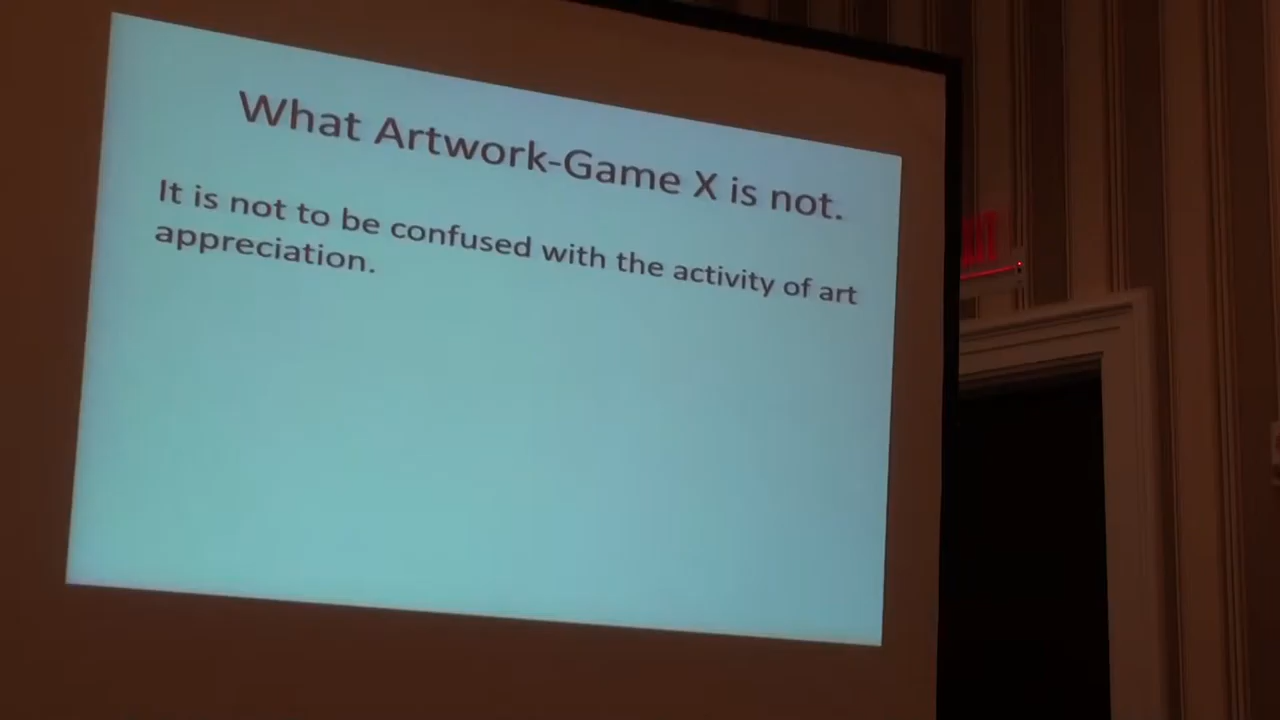 What Artwork-Game X is not.
It is not to be confused with the activity of art
appreciation.